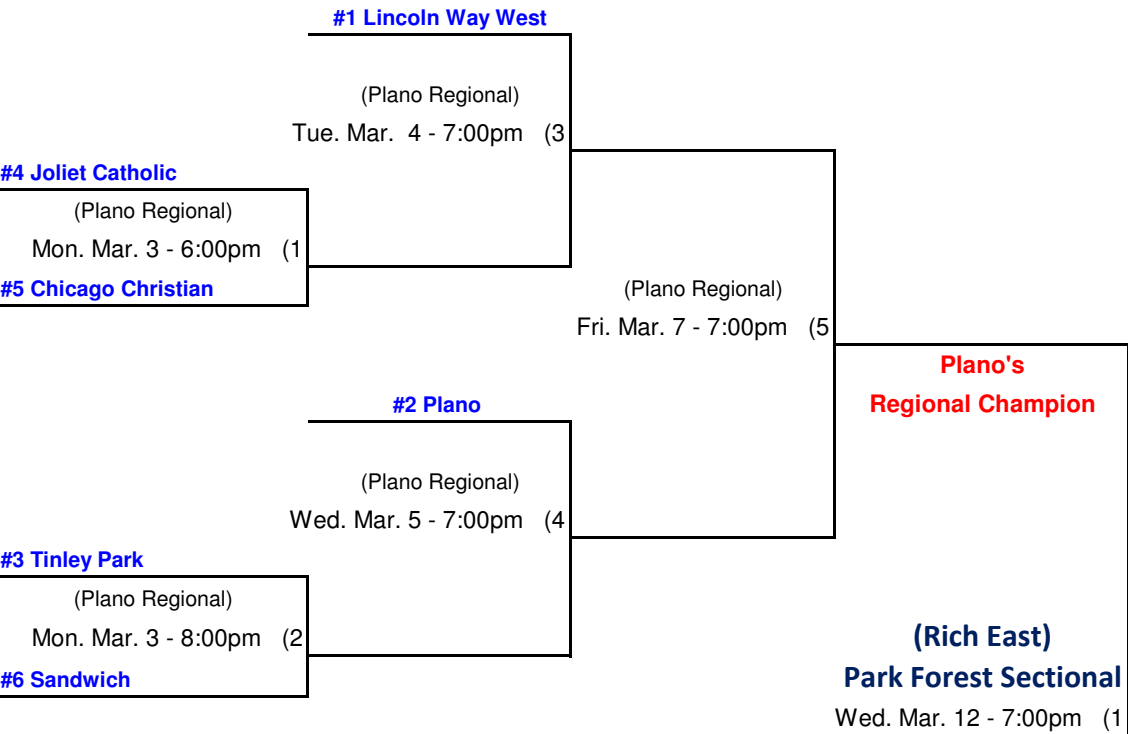 #1 Lincoln Way West
(Plano Regional)
Tue. Mar. 4 - 7:00pm (3
#4 Joliet Catholic
(Plano Regional)
Mon. Mar. 3 - 6:00pm (1
#5 Chicago Christian
(Plano Regional)
Fri. Mar. 7 - 7:00pm (5
Plano's
Regional Champion
#2 Plano
(Plano Regional)
Wed. Mar. 5 - 7:00pm (4
#3 Tinley Park
(Plano Regional)
Mon. Mar. 3 - 8:00pm (2
#6 Sandwich
(Rich East)
Park Forest Sectional
Wed. Mar. 12 - 7:00pm (1